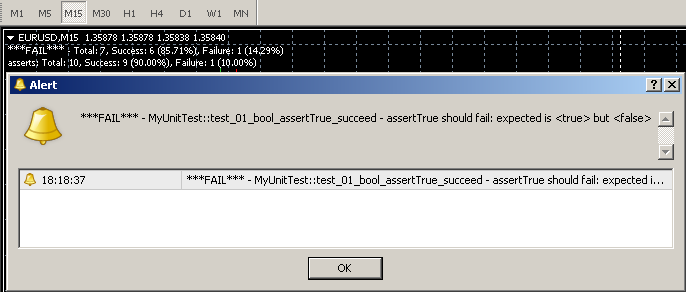 M1 M5 M15 M30 H1 H4 D1 W1 MN
EURUSD,M15 1.35878 1.35878 1.35838 1.35840
***FAIL*** - Total: 7, Success: 6 (85.71%), Failure: 1 (14.29%)
asserts: Total: 10, Success: 9 (90.00%), Failure: 1 (10.00%)
Alert
***FAIL*** - MyUnitTest::test_01_bool_assertTrue_succeed - assertTrue should fail: expected is <true> but <false>
18:18:37 ***FAIL*** - MyUnitTest::test_01_bool_assertTrue_succeed - assertTrue should fail: expected i...
OK